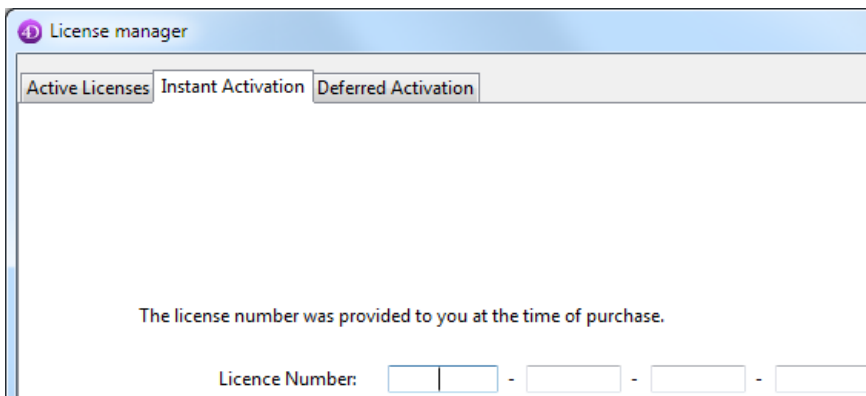 4D License manager
Active Licenses Instant Activation Deferred Activation
The license number was provided to you at the time of purchase.
Licence Number: - - -